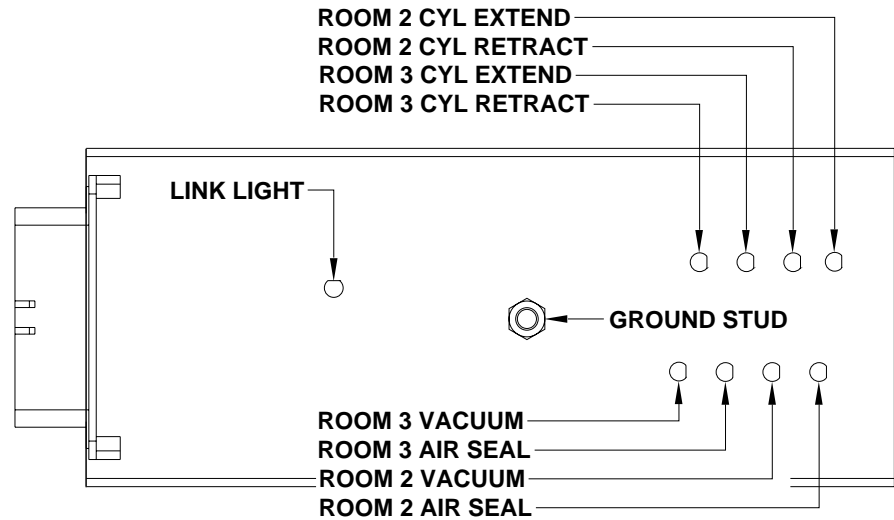 ROOM 2 CYL EXTEND
ROOM 2 CYL RETRACT
ROOM 3 CYL EXTEND
ROOM 3 CYL RETRACT
LINK LIGHT
GROUND STUD
ROOM 3 VACUUM
ROOM 3 AIR SEAL
ROOM 2 VACUUM
ROOM 2 AIR SEAL